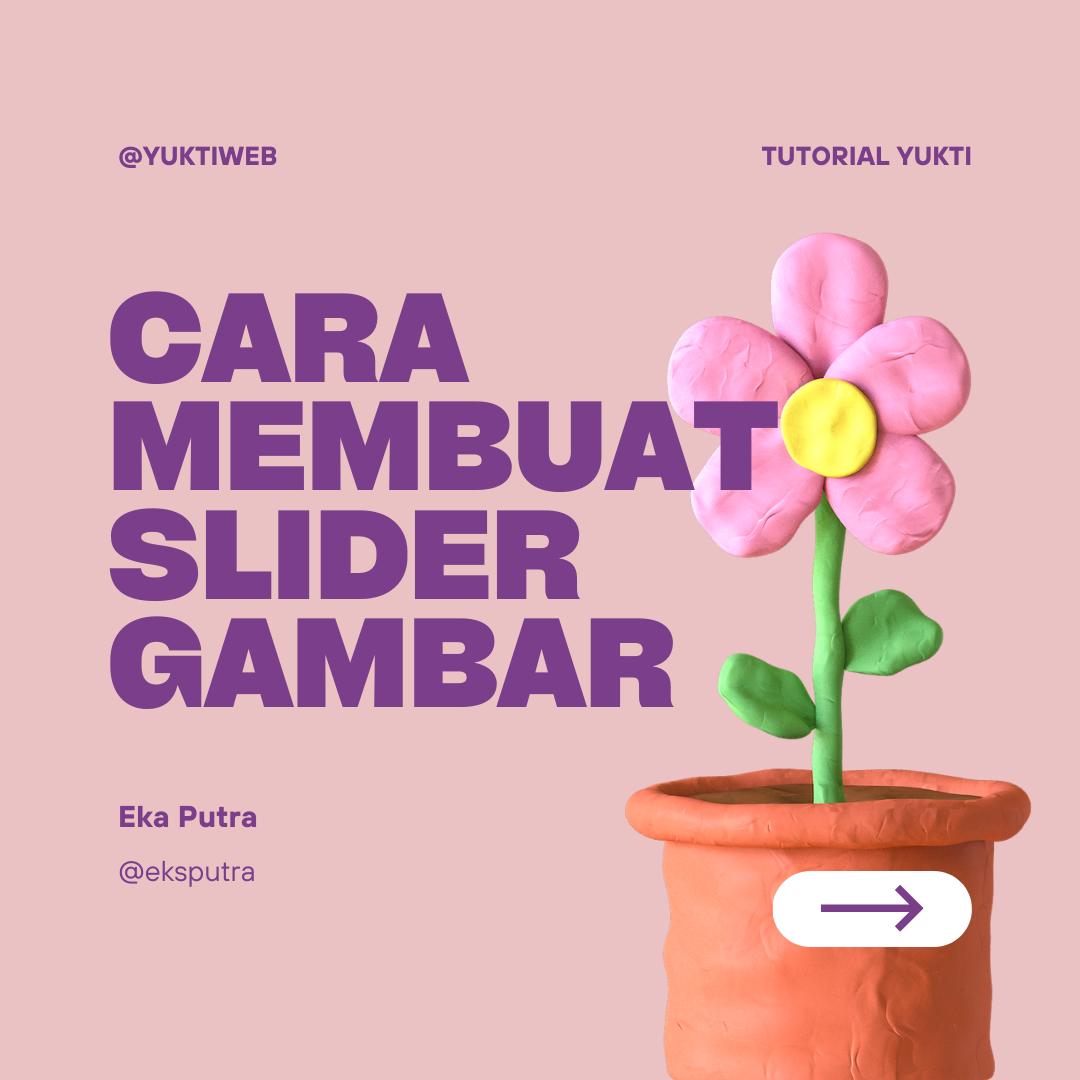 @YUKTIWEB
TUTORIAL YUKTI
CARA
MEMBUAT
SLIDER
GAMBAR
Eka Putra
@eksputra